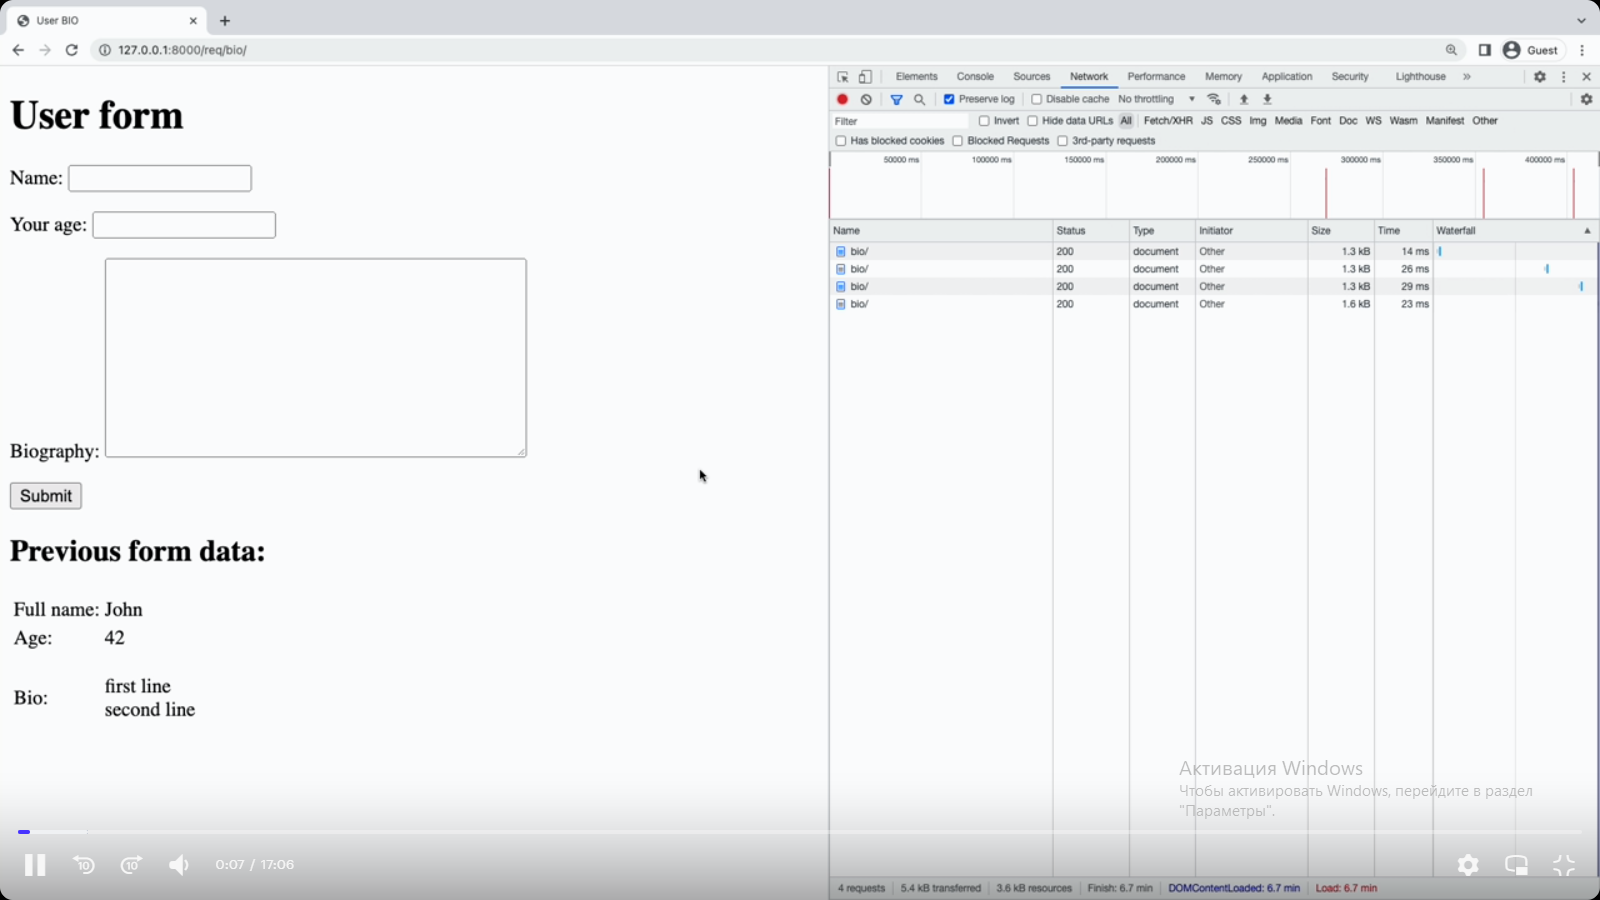 User BIO
127.0.0.1:8000/req/bio/
Guest
User form
Name:
Your age:
Biography:
Submit
Previous form data:
Full name: John
Age: 42
Bio: first line
second line
Elements Console Sources Network Performance Memory Application Security Lighthouse »
Preserve log Disable cache No throttling
Filter Invert Hide data URLs All Fetch/XHR JS CSS Img Media Font Doc WS Wasm Manifest Other
Has blocked cookies Blocked Requests 3rd-party requests
50000 ms 100000 ms 150000 ms 200000 ms 250000 ms 300000 ms 350000 ms 400000 ms
Name Status Type Initiator Size Time Waterfall
bio/ 200 document Other 1.3 kB 14 ms
bio/ 200 document Other 1.3 kB 26 ms
bio/ 200 document Other 1.3 kB 29 ms
bio/ 200 document Other 1.6 kB 23 ms
Активация Windows
Чтобы активировать Windows, перейдите в раздел
"Параметры".
10 10 0:07 / 17:06
4 requests 5.4 kB transferred 3.6 kB resources Finish: 6.7 min DOMContentLoaded: 6.7 min Load: 6.7 min